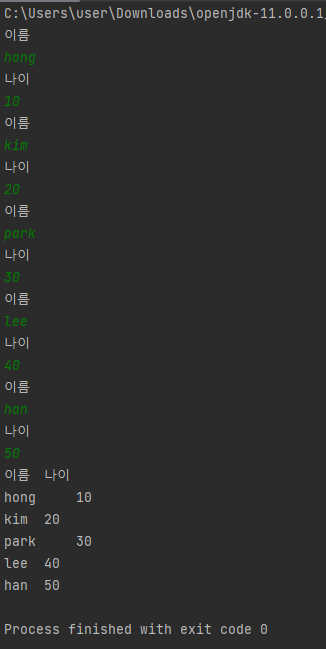 C:\Users\user\Downloads\openjdk-11.0.0.1_
이름
hong
나이
10
이름
kim
나이
20
이름
park
나이
30
이름
lee
나이
40
이름
han
나이
50
이름	나이
hong	10
kim	20
park	30
lee	40
han	50
Process finished with exit code 0